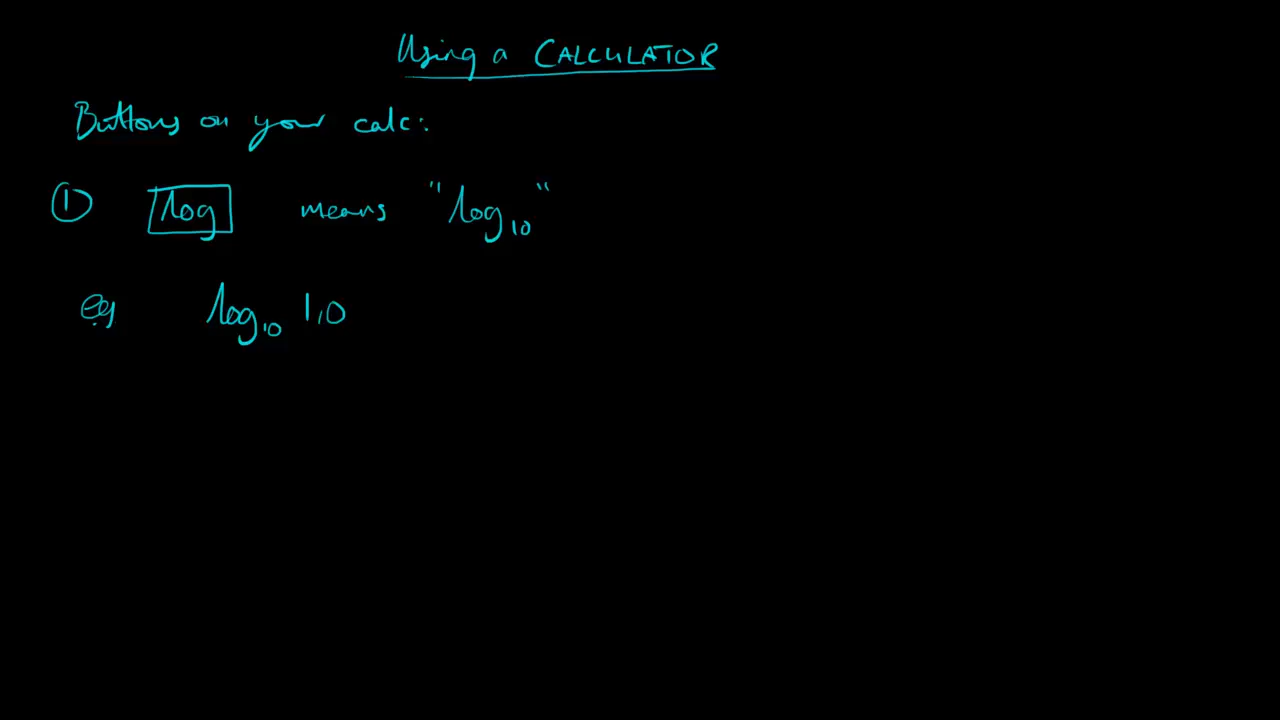 Using a CALCULATOR
Buttons on your calc:
① log means "log₁₀"
eg log₁₀ 1,0